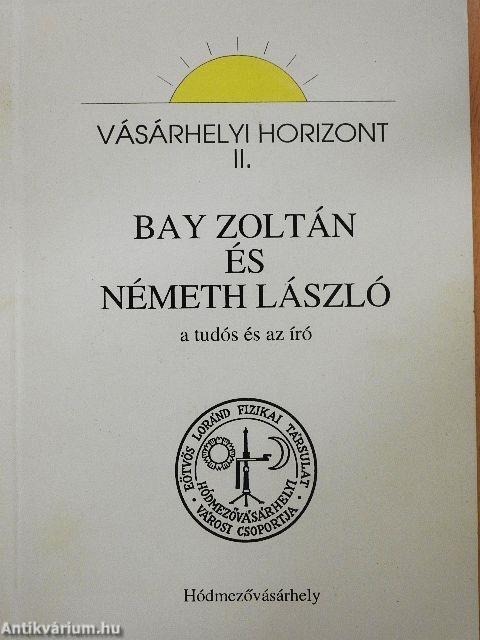 VÁSÁRHELYI HORIZONT
II.
BAY ZOLTÁN
ÉS
NÉMETH LÁSZLÓ
a tudós és az író
EÖTVÖS LORÁND FIZIKAI TÁRSULAT
HÓDMEZŐVÁSÁRHELYI
VÁROSI CSOPORTJA
Hódmezővásárhely
Antikvárium.hu